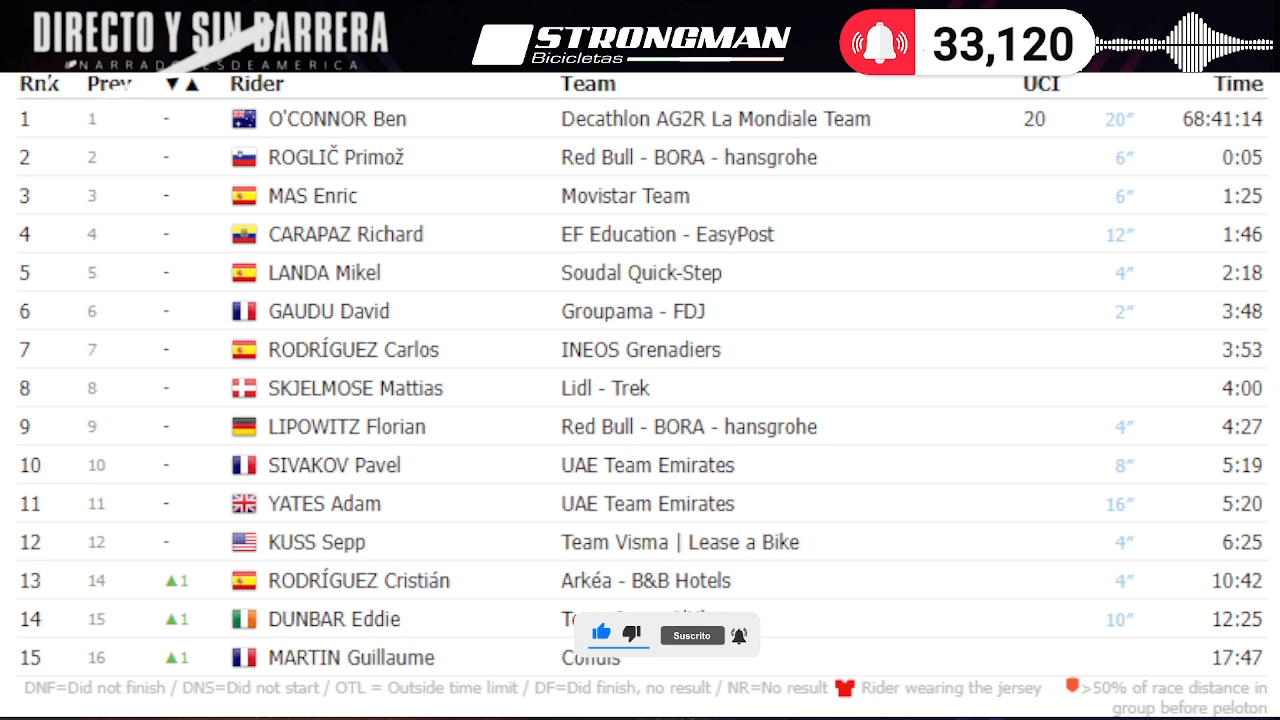 DIRECTO Y SIN BARRERA
NARRADORESDEAMERICA
STRONGMAN
Bicicletas
33,120
Rnk Prev ▼▲ Rider Team UCI Time
1 1 - O'CONNOR Ben Decathlon AG2R La Mondiale Team 20 20″ 68:41:14
2 2 - ROGLIČ Primož Red Bull - BORA - hansgrohe 6″ 0:05
3 3 - MAS Enric Movistar Team 6″ 1:25
4 4 - CARAPAZ Richard EF Education - EasyPost 12″ 1:46
5 5 - LANDA Mikel Soudal Quick-Step 4″ 2:18
6 6 - GAUDU David Groupama - FDJ 2″ 3:48
7 7 - RODRÍGUEZ Carlos INEOS Grenadiers 3:53
8 8 - SKJELMOSE Mattias Lidl - Trek 4:00
9 9 - LIPOWITZ Florian Red Bull - BORA - hansgrohe 4″ 4:27
10 10 - SIVAKOV Pavel UAE Team Emirates 8″ 5:19
11 11 - YATES Adam UAE Team Emirates 16″ 5:20
12 12 - KUSS Sepp Team Visma | Lease a Bike 4″ 6:25
13 14 ▲1 RODRÍGUEZ Cristián Arkéa - B&B Hotels 4″ 10:42
14 15 ▲1 DUNBAR Eddie 10″ 12:25
15 16 ▲1 MARTIN Guillaume Cofidis 17:47
Suscrito
DNF=Did not finish / DNS=Did not start / OTL = Outside time limit / DF=Did finish, no result / NR=No result Rider wearing the jersey >50% of race distance in
group before peloton